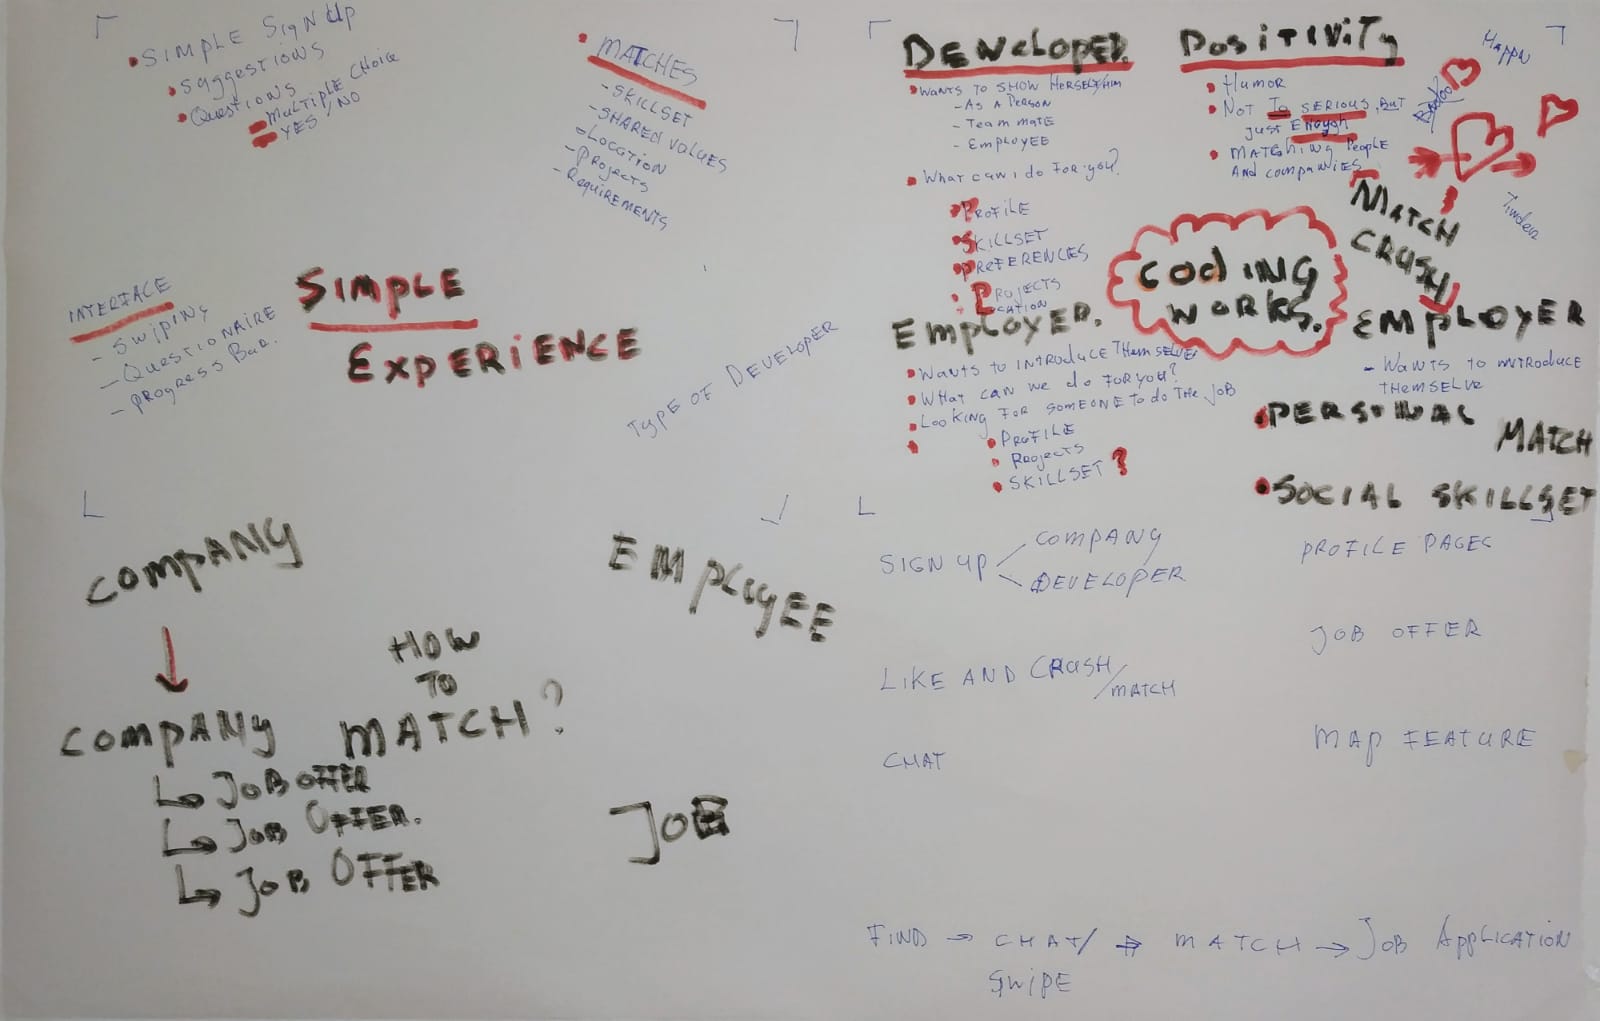 • SIMPLE SIGN UP
• SUGGESTIONS
• QUESTIONS
= MULTIPLE CHOICE
= YES/NO
• MATCHES
- SKILLSET
- SHARED VALUES
- LOCATION
- PROJECTS
- REQUIREMENTS
INTERFACE
- SWIPING
- QUESTIONAIRE
- PROGRESS BAR.
SIMPLE
EXPERIENCE
TYPE OF DEVELOPER
DEVELOPER.
• WANTS TO SHOW HERSELF/HIM
- AS A PERSON
- TEAM MATE
- EMPLOYEE
• WHAT CAN I DO FOR YOU?
• PROFILE
• SKILLSET
• PREFERENCES
• PROJECTS
• LOCATION
POSITIVITY
• HUMOR
• NOT TO SERIOUS, BUT
JUST ENOUGH
• MATCHING PEOPLE
AND COMPANIES
HAPPN
BADOO
TINDER
MATCH
CRUSH
CODING
WORKS.
EMPLOYER.
• WANTS TO INTRODUCE THEMSELVES
• WHAT CAN WE DO FOR YOU?
• LOOKING FOR SOMEONE TO DO THE JOB
• PROFILE
• PROJECTS
• SKILLSET ?
EMPLOYER
- WANTS TO INTRODUCE
THEMSELVE
• PERSONAL MATCH
• SOCIAL SKILLSET
COMPANY
EMPLOYEE
HOW
TO
MATCH?
COMPANY
↳ JOB OFFER
↳ JOB OFFER.
↳ JOB OFFER
JOB
SIGN UP
COMPANY
DEVELOPER
PROFILE PAGES
JOB OFFER
LIKE AND CRUSH/
MATCH
MAP FEATURE
CHAT
FIND → CHAT/ → MATCH → JOB APPLICATION
SWIPE